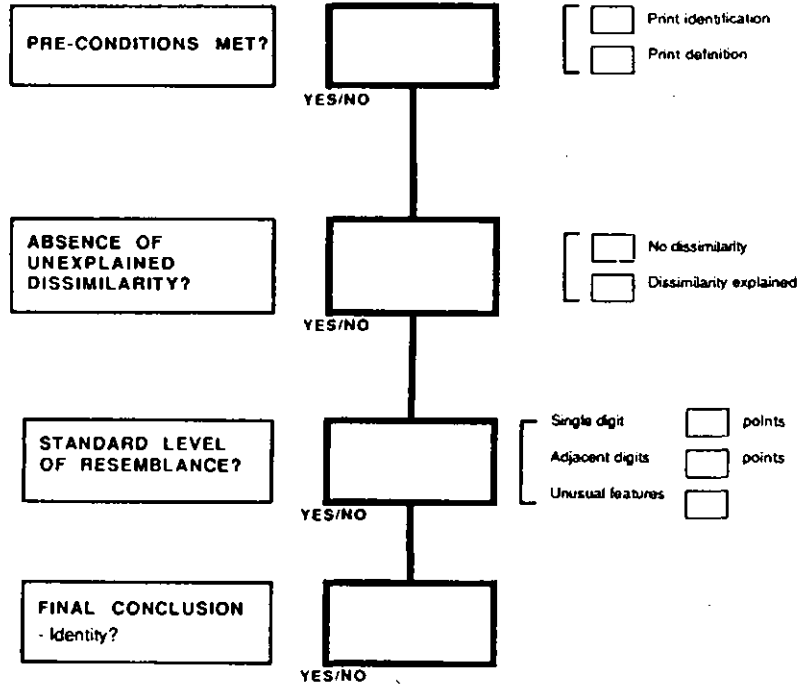 PRE-CONDITIONS MET?
YES/NO
Print identification
Print definition
ABSENCE OF
UNEXPLAINED
DISSIMILARITY?
YES/NO
No dissimilarity
Dissimilarity explained
STANDARD LEVEL
OF RESEMBLANCE?
YES/NO
Single digit points
Adjacent digits points
Unusual features
FINAL CONCLUSION
- Identity?
YES/NO